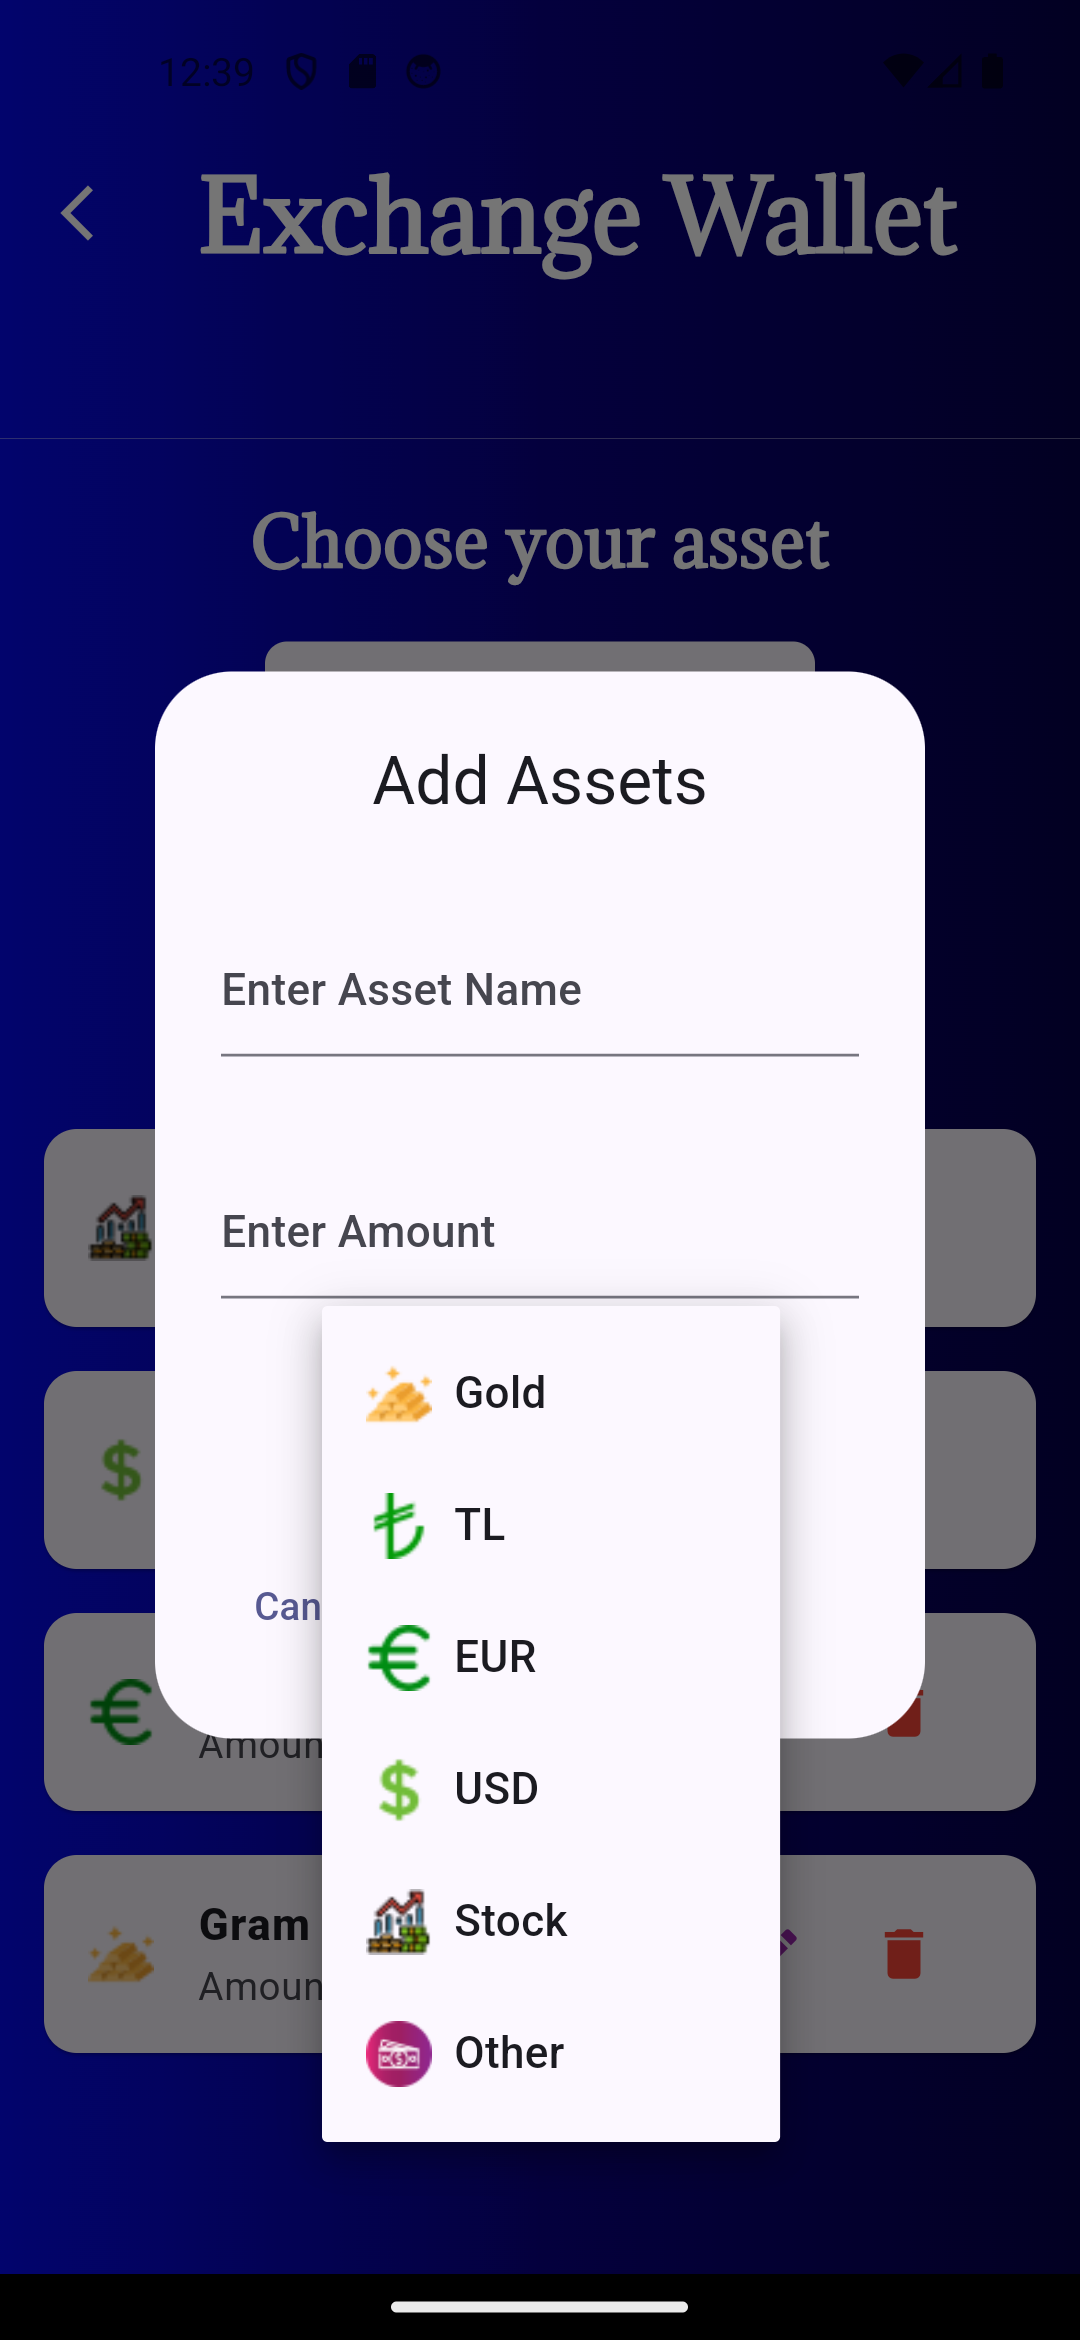 12:39
Exchange Wallet
Choose your asset
Add Assets
Enter Asset Name
Enter Amount
Gold
TL
EUR
USD
Stock
Other
Can
Amoun
Gram
Amoun